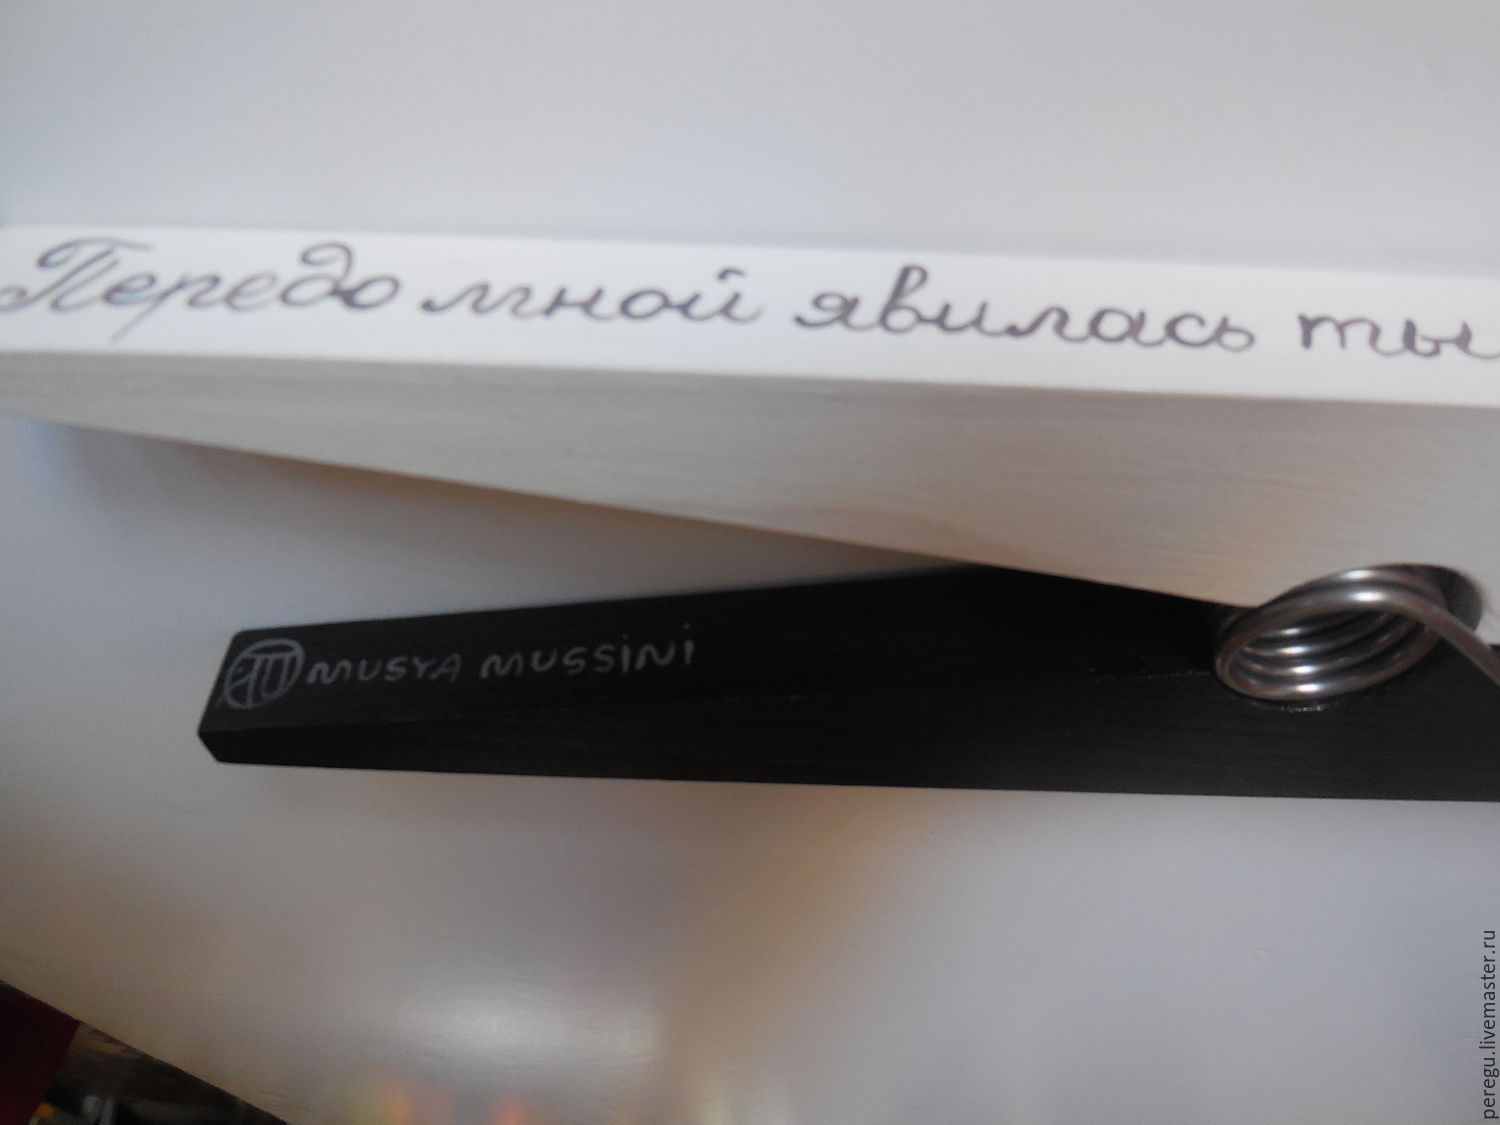 Передо мной явилась ты
MUSYA MUSSiNi
peregu.livemaster.ru